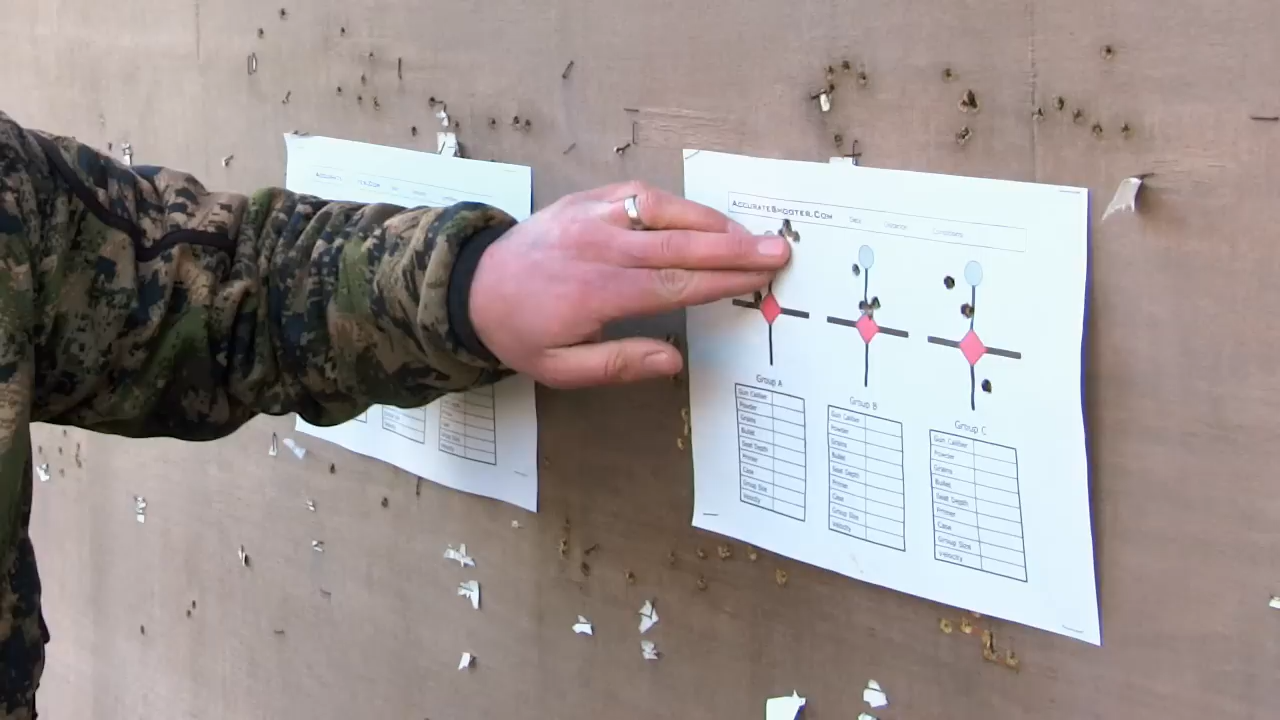 ACCURATESHOOTER.COM Date Distance Conditions
Group A
Gun Caliber
Powder
Grains
Bullet
Seat Depth
Primer
Case
Group Size
Velocity
Group B
Gun Caliber
Powder
Grains
Bullet
Seat Depth
Primer
Case
Group Size
Velocity
Group C
Gun Caliber
Powder
Grains
Bullet
Seat Depth
Primer
Case
Group Size
Velocity